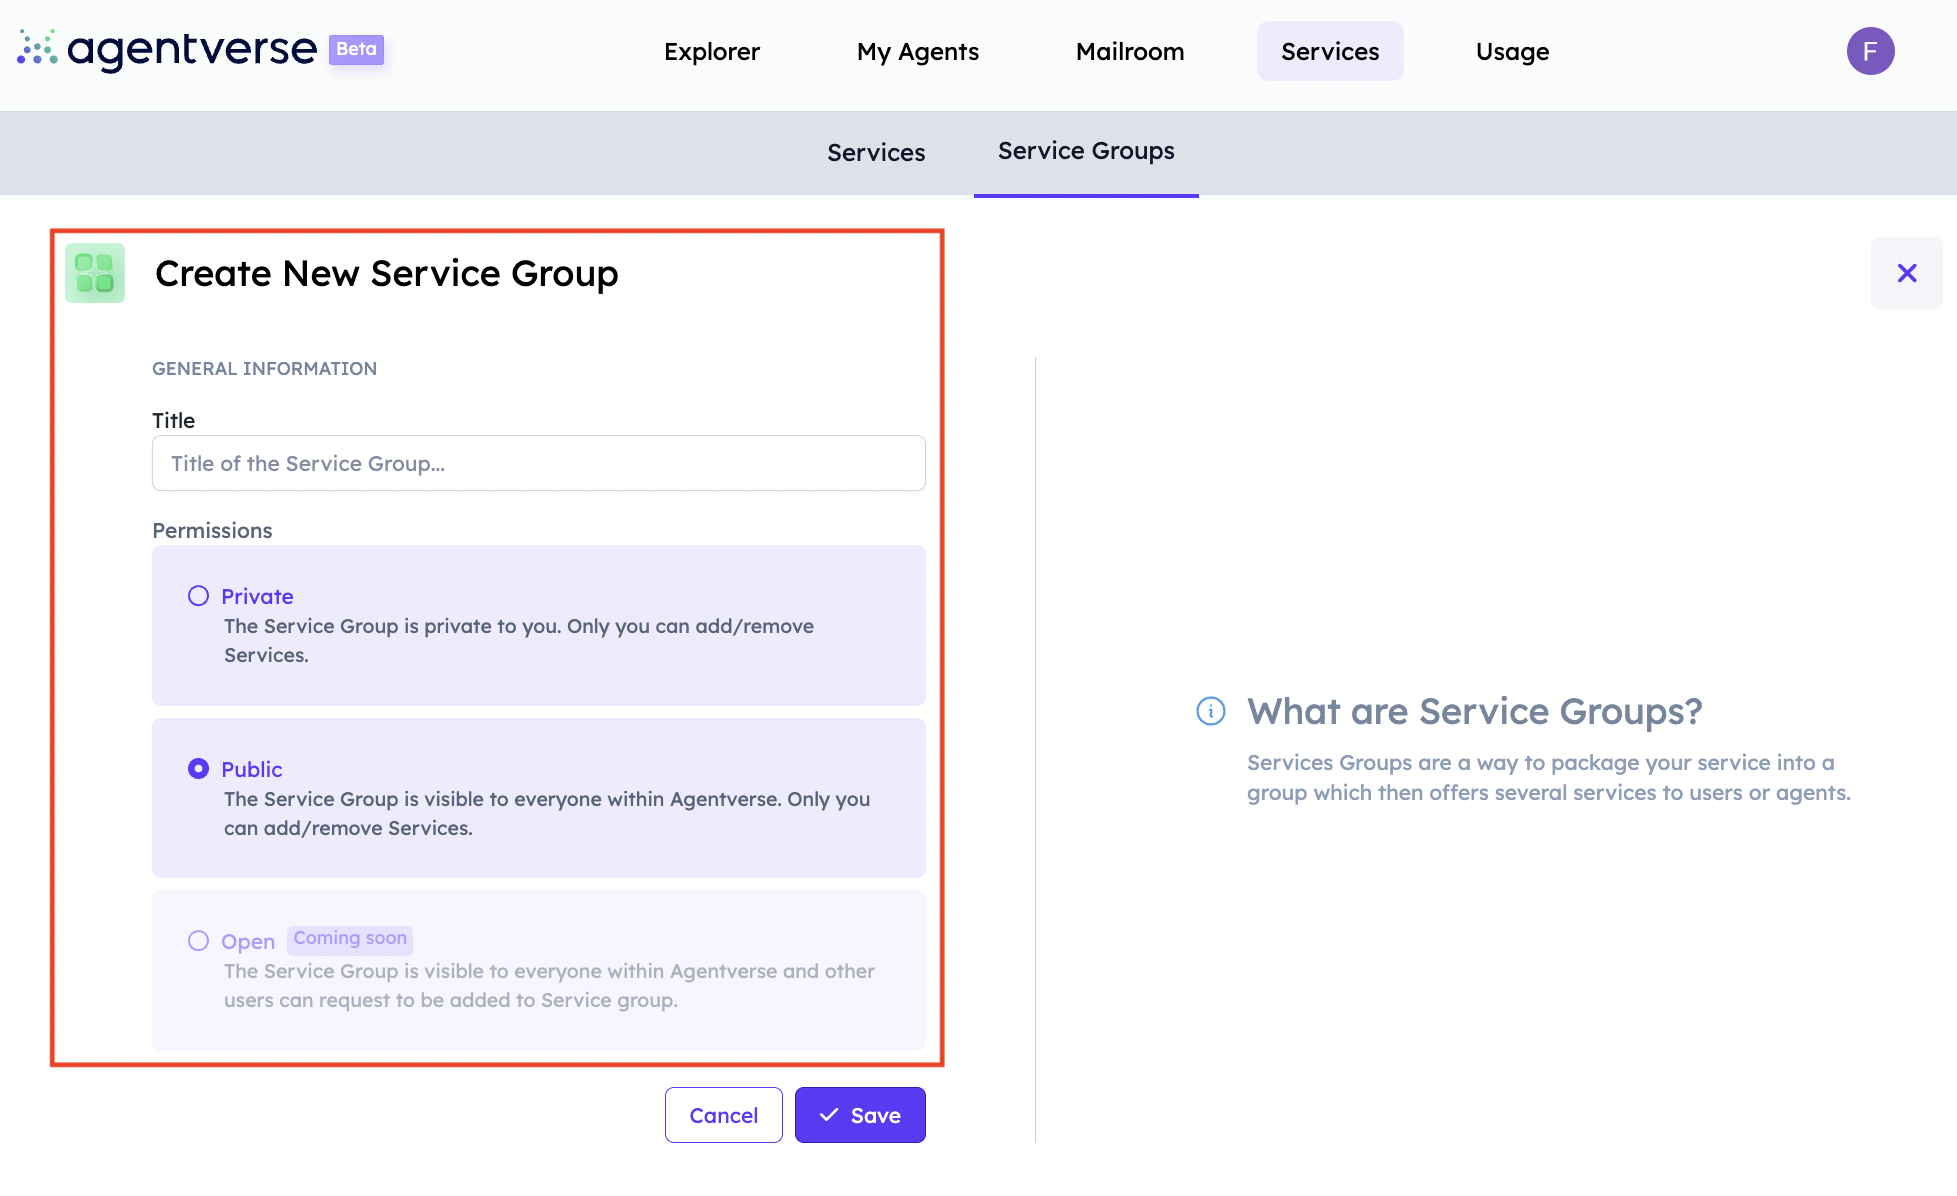 agentverse Beta
Explorer My Agents Mailroom Services Usage F
Services Service Groups
Create New Service Group
GENERAL INFORMATION
Title
Title of the Service Group...
Permissions
Private
The Service Group is private to you. Only you can add/remove
Services.
Public
The Service Group is visible to everyone within Agentverse. Only you
can add/remove Services.
Open Coming soon
The Service Group is visible to everyone within Agentverse and other
users can request to be added to Service group.
Cancel Save
What are Service Groups?
Services Groups are a way to package your service into a
group which then offers several services to users or agents.